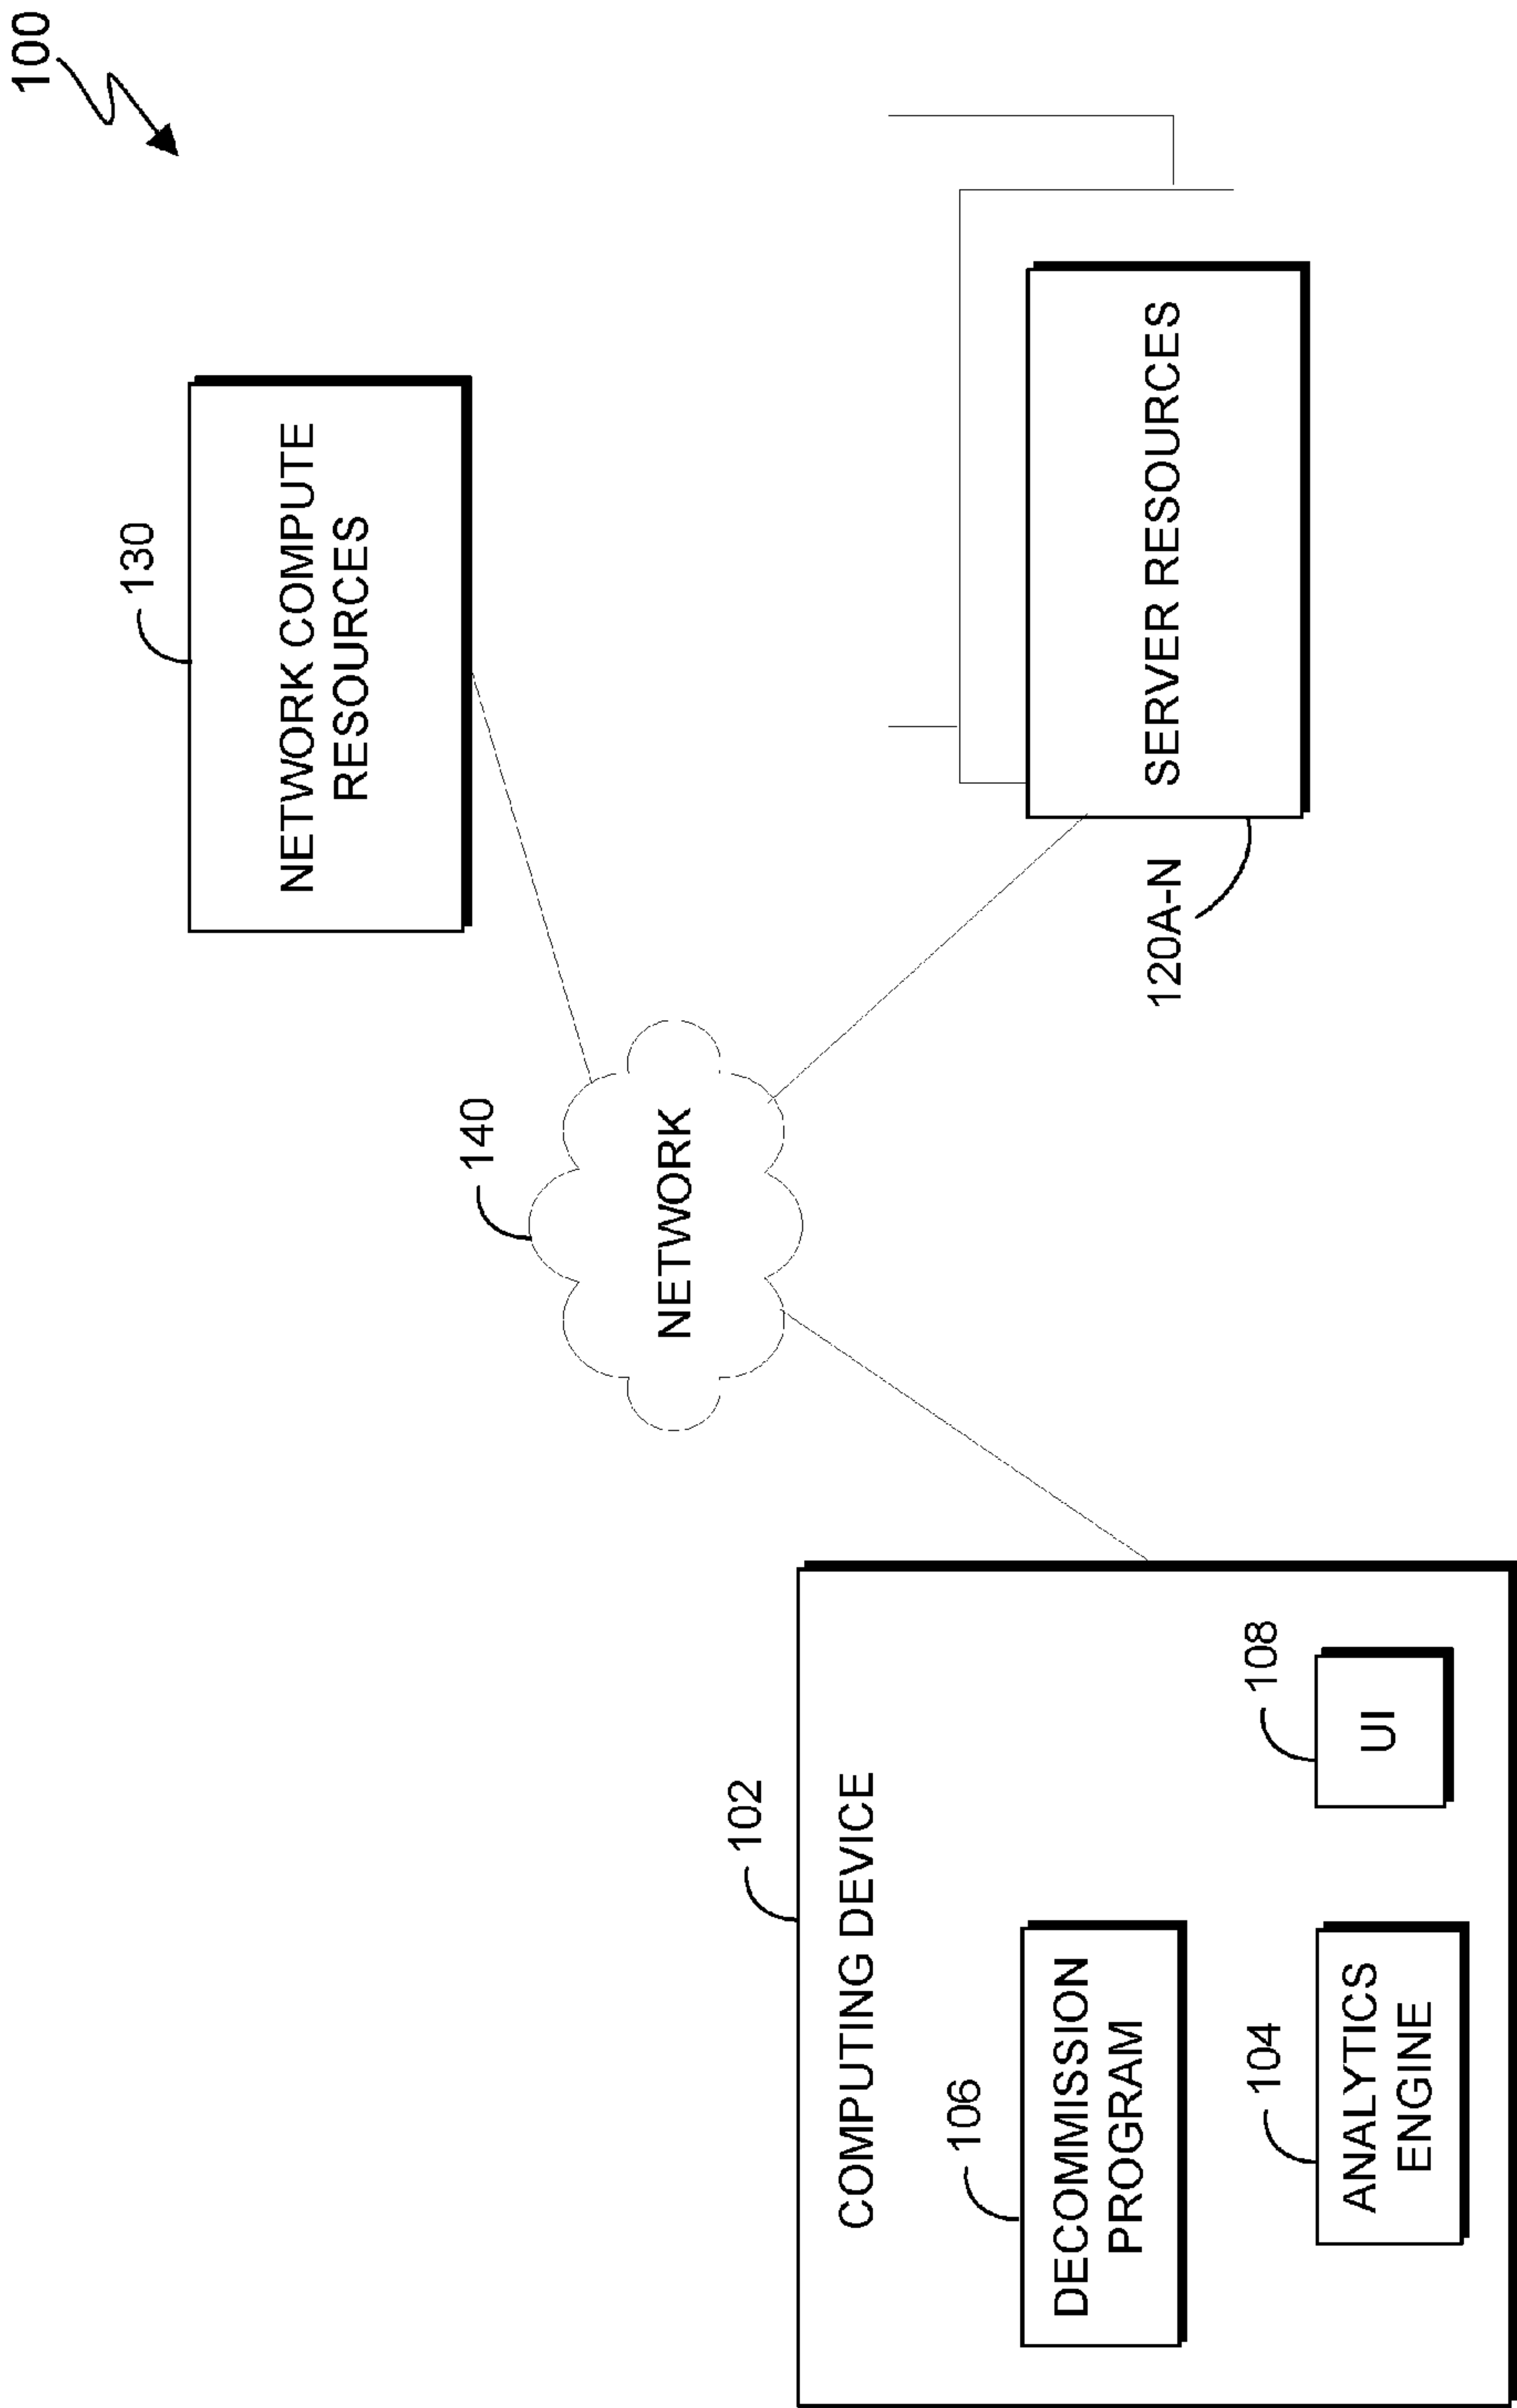 100
130
NETWORK COMPUTE
RESOURCES
140
NETWORK
SERVER RESOURCES
120A-N
102
COMPUTING DEVICE
106
DECOMMISSION
PROGRAM
108
UI
104
ANALYTICS
ENGINE